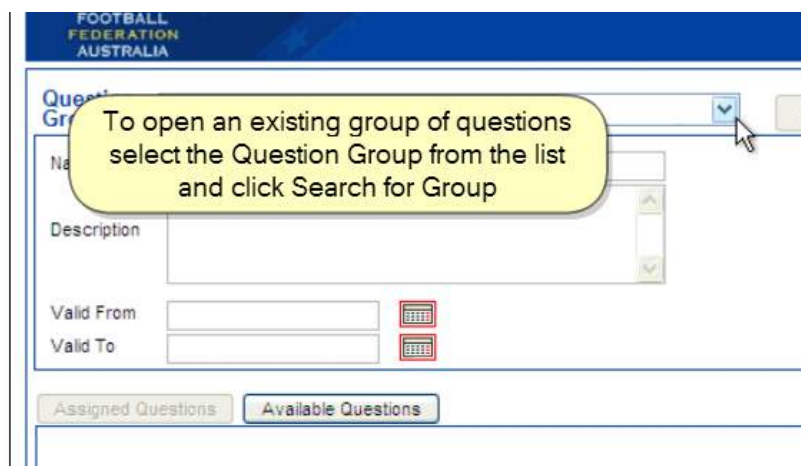 FOOTBALL
FEDERATION
AUSTRALIA
To open an existing group of questions
select the Question Group from the list
and click Search for Group
Description
Valid From
Valid To
Assigned Questions Available Questions